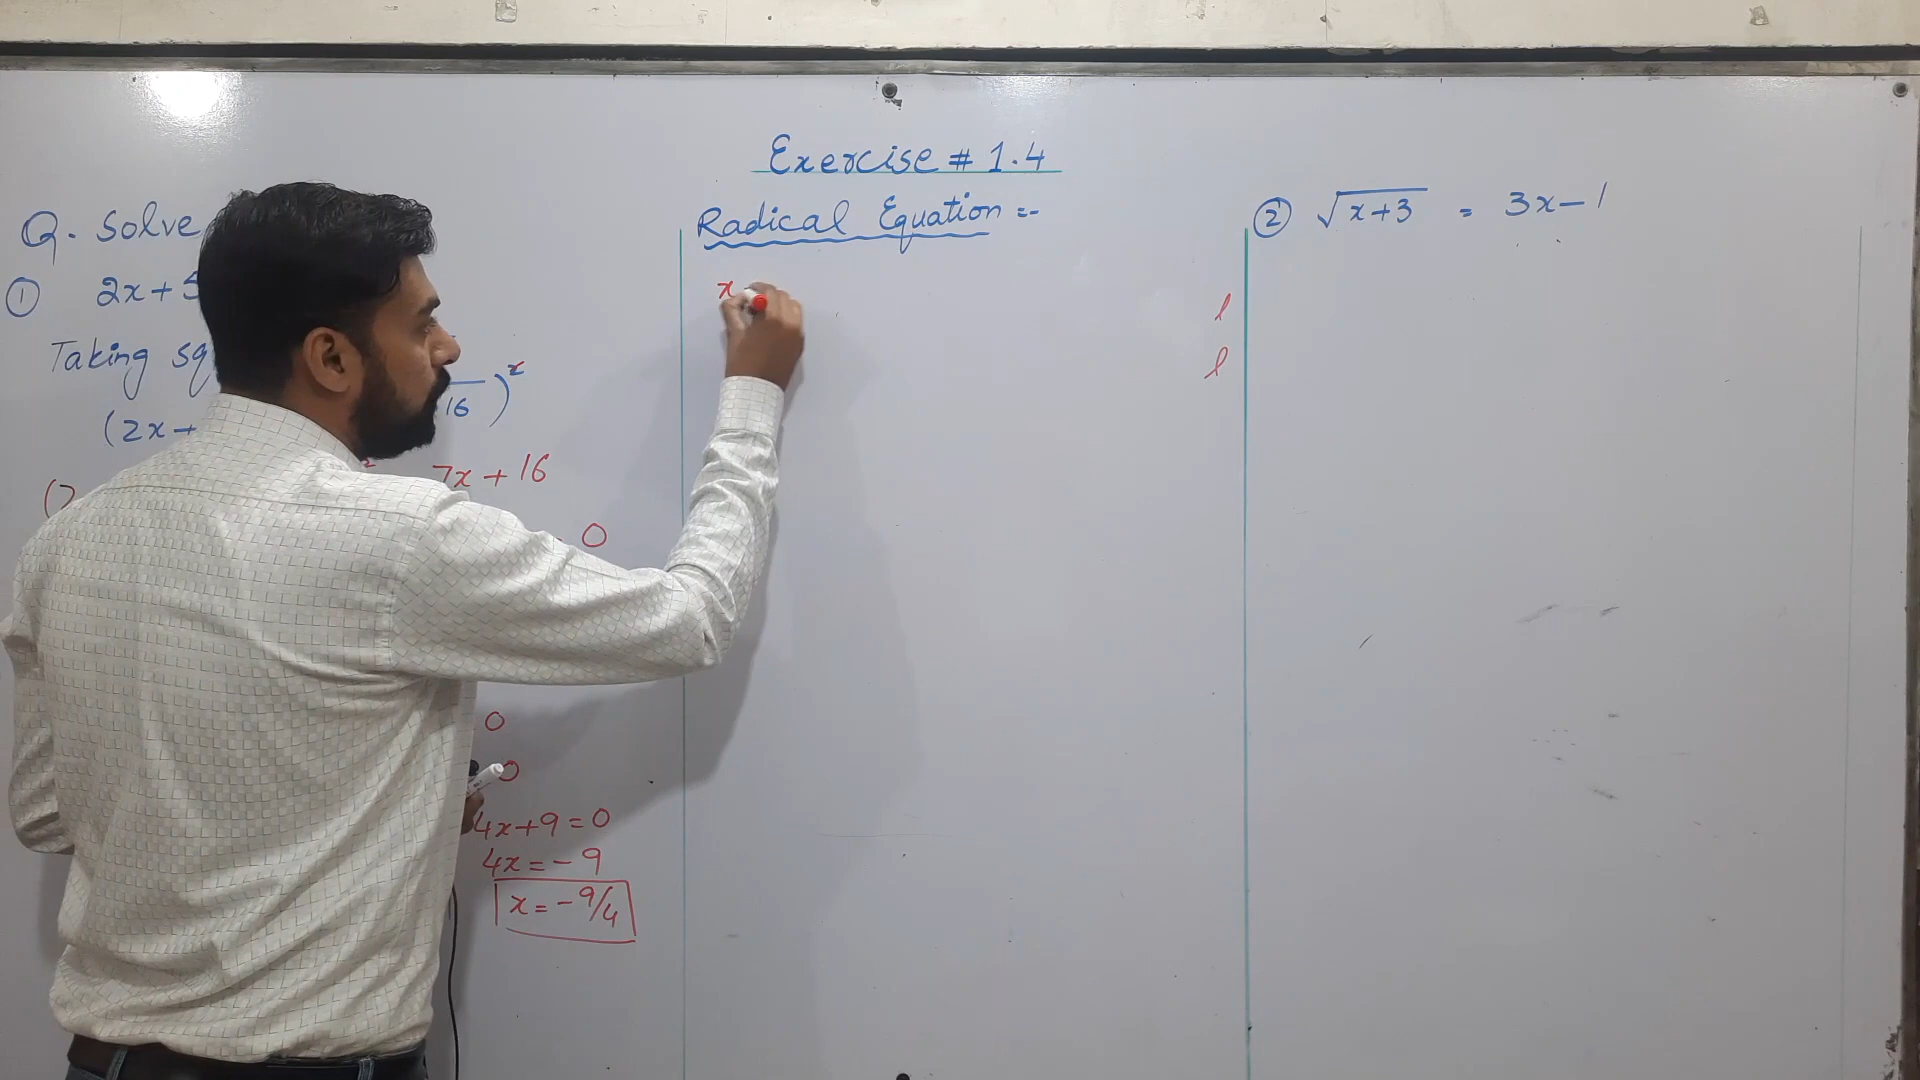 Exercise # 1.4
Q. Solve
① 2x+5
Taking sq
(2x+
16)²
7x+16
0
0
0
4x+9=0
4x=-9
x=-9/4
Radical Equation :-
x
② √x+3 = 3x-1